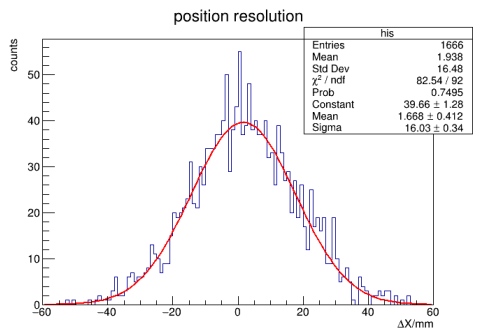 position resolution
his
Entries 1666
Mean 1.938
Std Dev 16.48
χ² / ndf 82.54 / 92
Prob 0.7495
Constant 39.66 ± 1.28
Mean 1.668 ± 0.412
Sigma 16.03 ± 0.34
counts
50
40
30
20
10
0
−60 −40 −20 0 20 40 60
ΔX/mm